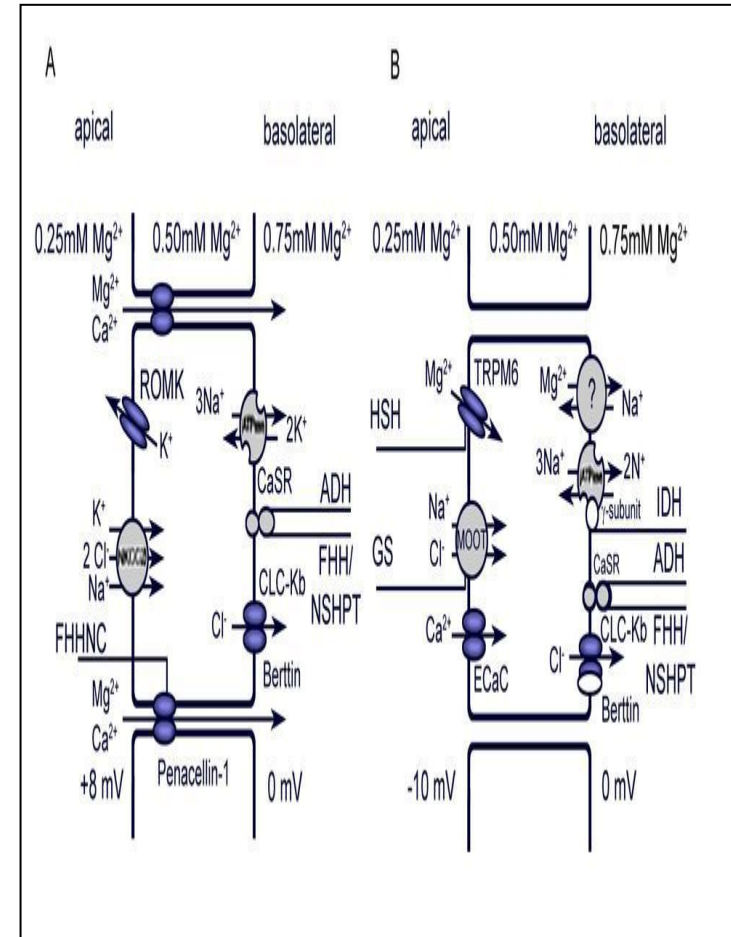 A
apical
basolateral
0.25mM Mg²⁺ 0.50mM Mg²⁺ 0.75mM Mg²⁺
Mg²⁺
Ca²⁺
ROMK
K⁺
3Na⁺
ATPase
2K⁺
CaSR
ADH
FHH/
NSHPT
K⁺
2 Cl⁻
Na⁺
CLC-Kb
Cl⁻
Berttin
FHHNC
Mg²⁺
Ca²⁺
Penacellin-1
+8 mV
0 mV
B
apical
basolateral
0.25mM Mg²⁺ 0.50mM Mg²⁺ 0.75mM Mg²⁺
Mg²⁺
TRPM6
HSH
Mg²⁺
?
Na⁺
3Na⁺
ATPase
2N⁺
γ-subunit
IDH
Na⁺
Cl⁻
MOOT
GS
CaSR
ADH
FHH/
NSHPT
Ca²⁺
ECaC
CLC-Kb
Cl⁻
Berttin
-10 mV
0 mV